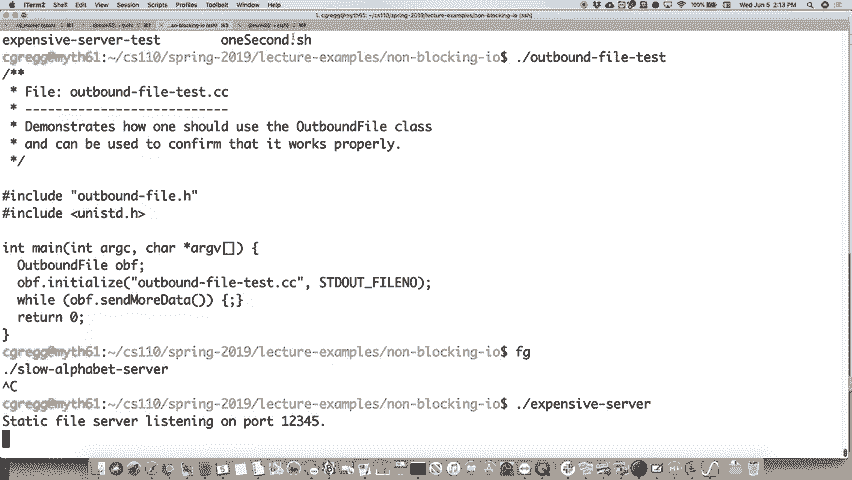 iTerm2 Shell Edit View Session Scripts Profiles Toolbelt Window Help 100% Wed Jun 5 2:13 PM
1. cgregg@myth61: ~/cs110/spring-2019/lecture-examples/non-blocking-io (ssh)
expensive-server-test oneSecond.sh
cgregg@myth61:~/cs110/spring-2019/lecture-examples/non-blocking-io$ ./outbound-file-test
/**
* File: outbound-file-test.cc
* ---------------------------
* Demonstrates how one should use the OutboundFile class
* and can be used to confirm that it works properly.
*/
#include "outbound-file.h"
#include <unistd.h>
int main(int argc, char *argv[]) {
OutboundFile obf;
obf.initialize("outbound-file-test.cc", STDOUT_FILENO);
while (obf.sendMoreData()) {;}
return 0;
}
cgregg@myth61:~/cs110/spring-2019/lecture-examples/non-blocking-io$ fg
./slow-alphabet-server
^C
cgregg@myth61:~/cs110/spring-2019/lecture-examples/non-blocking-io$ ./expensive-server
Static file server listening on port 12345.